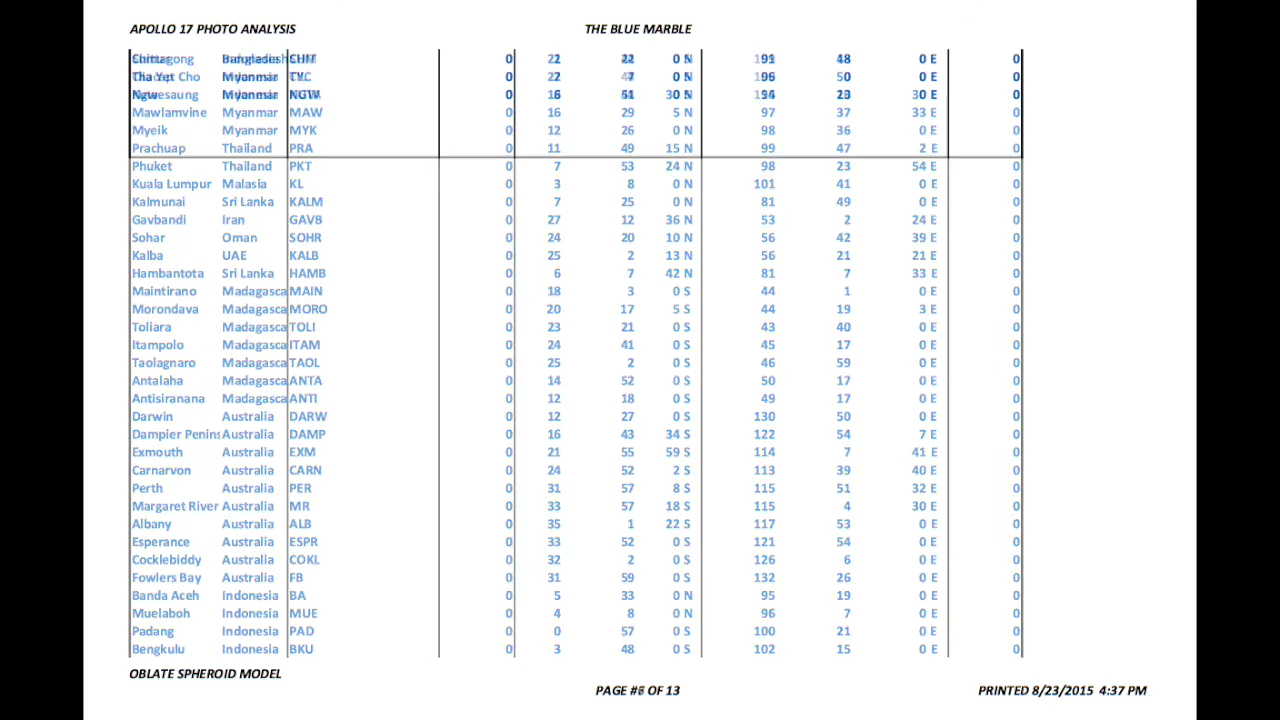 APOLLO 17 PHOTO ANALYSIS THE BLUE MARBLE
Mawlamvine Myanmar MAW 0 16 29 5 N 97 37 33 E 0
Myeik Myanmar MYK 0 12 26 0 N 98 36 0 E 0
Prachuap Thailand PRA 0 11 49 15 N 99 47 2 E 0
Phuket Thailand PKT 0 7 53 24 N 98 23 54 E 0
Kuala Lumpur Malasia KL 0 3 8 0 N 101 41 0 E 0
Kalmunai Sri Lanka KALM 0 7 25 0 N 81 49 0 E 0
Gavbandi Iran GAVB 0 27 12 36 N 53 2 24 E 0
Sohar Oman SOHR 0 24 20 10 N 56 42 39 E 0
Kalba UAE KALB 0 25 2 13 N 56 21 21 E 0
Hambantota Sri Lanka HAMB 0 6 7 42 N 81 7 33 E 0
Maintirano Madagasca MAIN 0 18 3 0 S 44 1 0 E 0
Morondava Madagasca MORO 0 20 17 5 S 44 19 3 E 0
Toliara Madagasca TOLI 0 23 21 0 S 43 40 0 E 0
Itampolo Madagasca ITAM 0 24 41 0 S 45 17 0 E 0
Taolagnaro Madagasca TAOL 0 25 2 0 S 46 59 0 E 0
Antalaha Madagasca ANTA 0 14 52 0 S 50 17 0 E 0
Antisiranana Madagasca ANTI 0 12 18 0 S 49 17 0 E 0
Darwin Australia DARW 0 12 27 0 S 130 50 0 E 0
Dampier Penins Australia DAMP 0 16 43 34 S 122 54 7 E 0
Exmouth Australia EXM 0 21 55 59 S 114 7 41 E 0
Carnarvon Australia CARN 0 24 52 2 S 113 39 40 E 0
Perth Australia PER 0 31 57 8 S 115 51 32 E 0
Margaret River Australia MR 0 33 57 18 S 115 4 30 E 0
Albany Australia ALB 0 35 1 22 S 117 53 0 E 0
Esperance Australia ESPR 0 33 52 0 S 121 54 0 E 0
Cocklebiddy Australia COKL 0 32 2 0 S 126 6 0 E 0
Fowlers Bay Australia FB 0 31 59 0 S 132 26 0 E 0
Banda Aceh Indonesia BA 0 5 33 0 N 95 19 0 E 0
Muelaboh Indonesia MUE 0 4 8 0 N 96 7 0 E 0
Padang Indonesia PAD 0 0 57 0 S 100 21 0 E 0
Bengkulu Indonesia BKU 0 3 48 0 S 102 15 0 E 0
OBLATE SPHEROID MODEL
PAGE OF 13 PRINTED 8/23/2015 4:37 PM